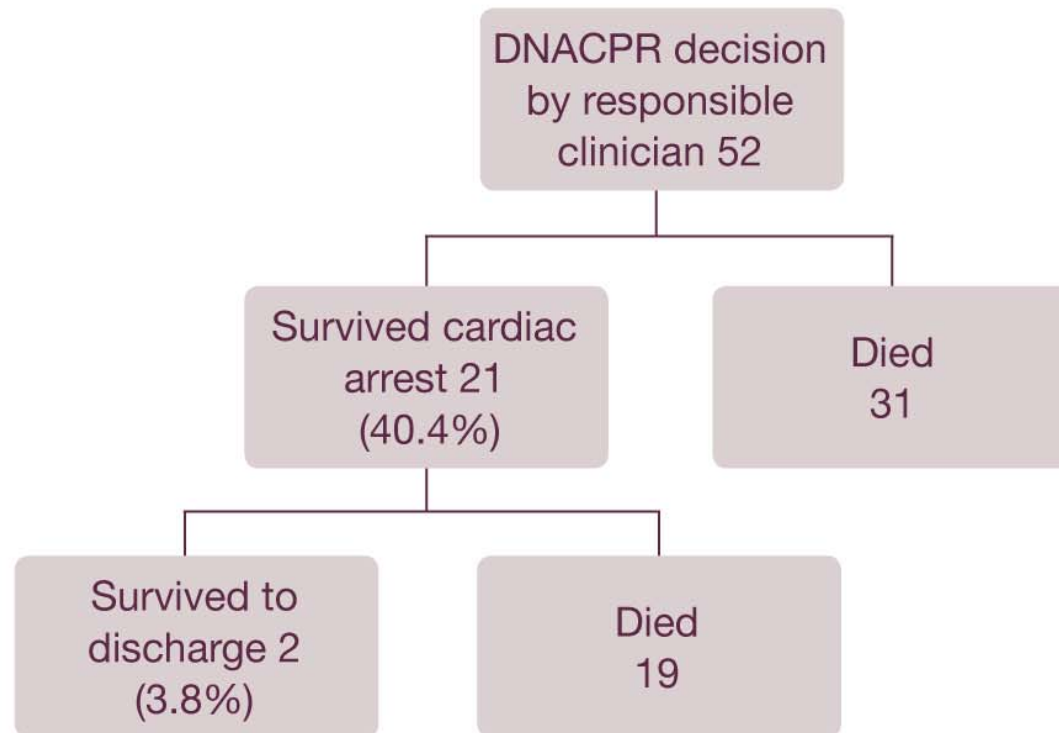 DNACPR decision
by responsible
clinician 52
Survived cardiac
arrest 21
(40.4%)
Died
31
Survived to
discharge 2
(3.8%)
Died
19